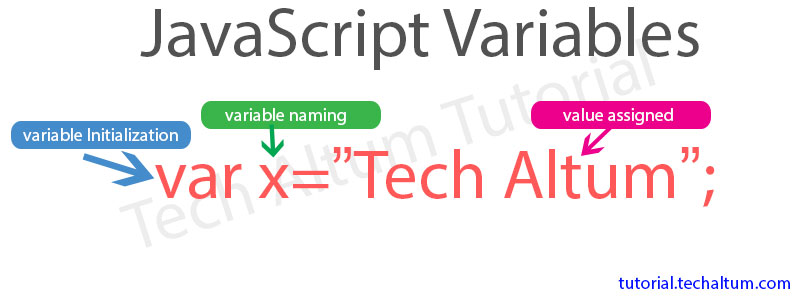 JavaScript Variables
Tech Altum Tutorial
variable Initialization
variable naming
value assigned
var x=”Tech Altum”;
tutorial.techaltum.com